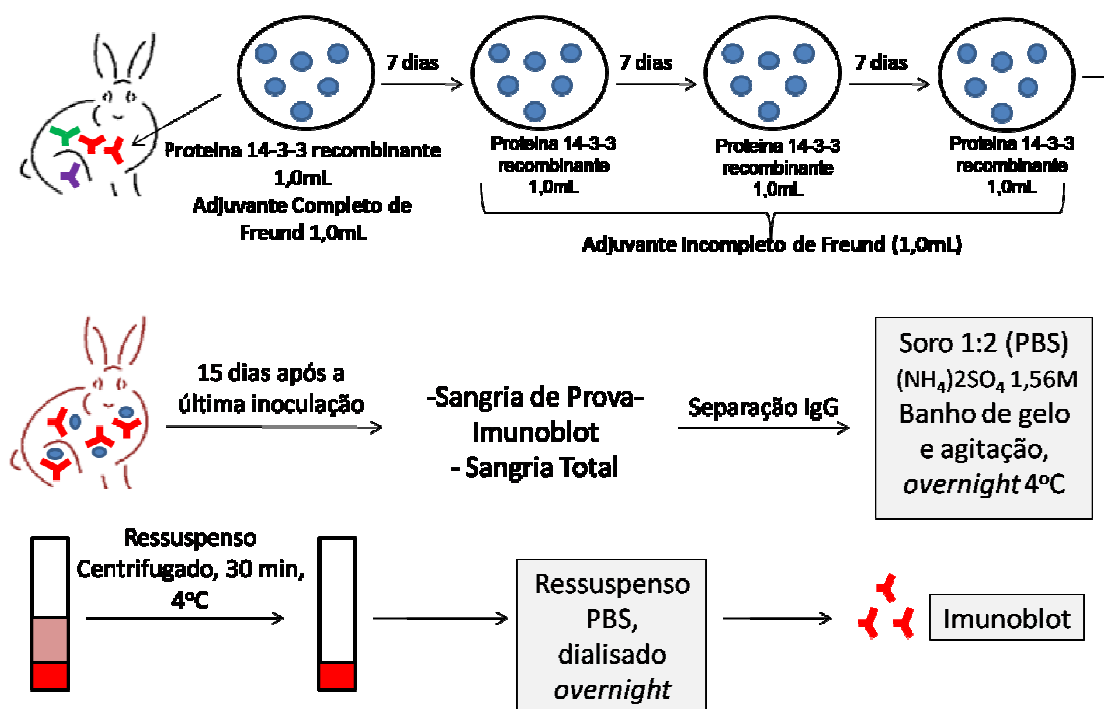 7 dias
7 dias
7 dias
Proteina 14-3-3 recombinante
1,0mL
Adjuvante Completo de
Freund 1,0mL
Proteina 14-3-3
recombinante
1,0mL
Proteina 14-3-3
recombinante
1,0mL
Proteina 14-3-3
recombinante
1,0mL
Adjuvante Incompleto de Freund (1,0mL)
15 dias após a
última inoculação
-Sangria de Prova-
Imunoblot
- Sangria Total
Separação IgG
Soro 1:2 (PBS)
(NH₄)2SO₄ 1,56M
Banho de gelo
e agitação,
overnight 4ºC
Ressuspenso
Centrifugado, 30 min,
4ºC
Ressuspenso
PBS,
dialisado
overnight
Imunoblot